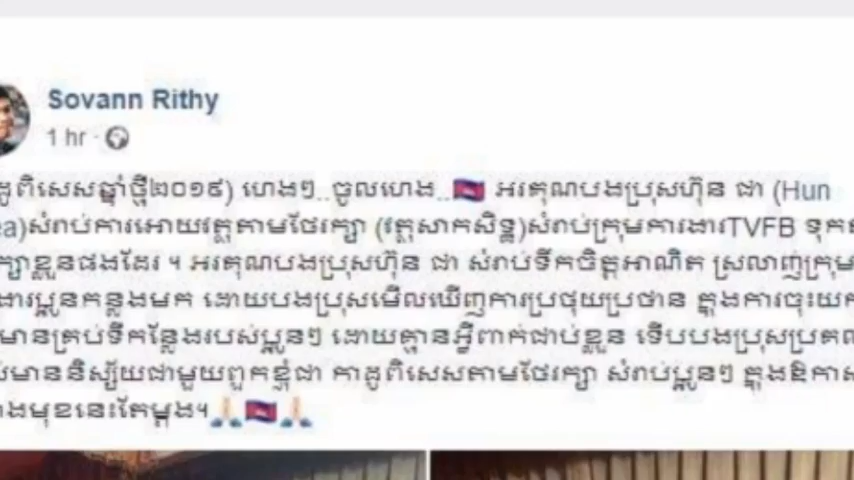 Sovann Rithy
1 hr ·
ដូពិសេសឆ្នាំថ្មី២០១៩) ហេងៗ..ចូលហេង..🇰🇭 អរគុណបងប្រុសហ៊ុន ជា (Hun
ea)សំរាប់ការអោយវត្ថុតាមថែរក្សា (វត្ថុសាកសិទ្ឋ)សំរាប់ក្រុមការងារTVFB ទុក
ក្សាខ្លួនផងដែរ ។ អរគុណបងប្រុសហ៊ុន ជា សំរាប់ទឹកចិត្តអាណិត ស្រលាញ់ក្រុម
ងារប្អូនកន្លងមក ដោយបងប្រុសមើលឃើញការប្រថុយប្រថាន ក្នុងការចុះយក
មានគ្រប់ទីកន្លែងរបស់ប្អូនៗ ដោយគ្មានអ្វីពាក់ជាប់ខ្លួន ទើបបងប្រុសប្រគល់
មាននិស្ស័យជាមួយពួកខ្ញុំជា កាដូពិសេសតាមថែរក្សា សំរាប់ប្អូនៗ ក្នុងឱកាស
ងមុខនេះតែម្ដង។🙏🏻🇰🇭🙏🏻